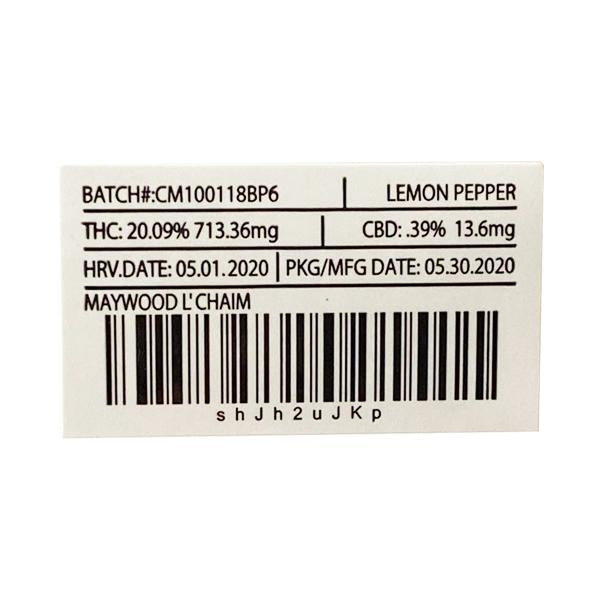 BATCH#:CM100118BP6 | LEMON PEPPER
THC: 20.09% 713.36mg | CBD: .39% 13.6mg
HRV.DATE: 05.01.2020 | PKG/MFG DATE: 05.30.2020
MAYWOOD L'CHAIM
shJh2uJKp